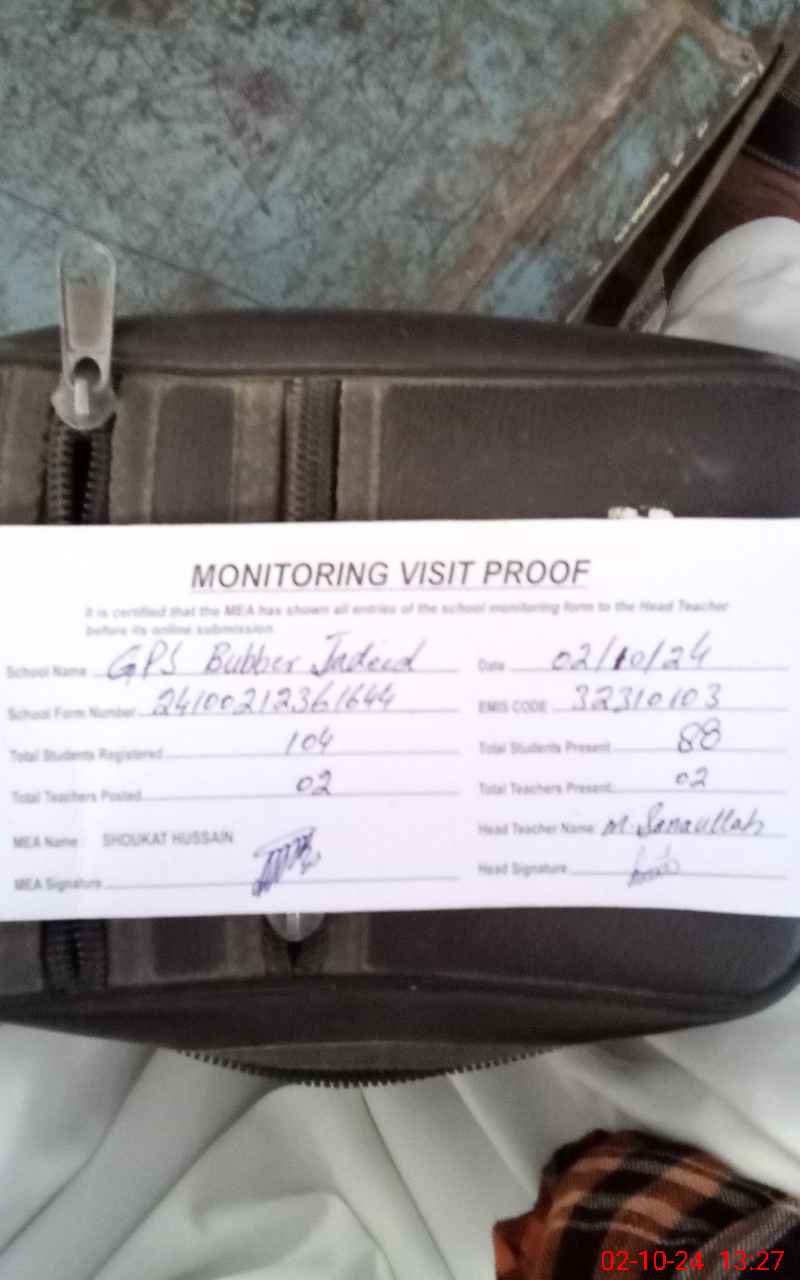 MONITORING VISIT PROOF
It is certified that the MEA has shown all entries of the school monitoring form to the Head Teacher
before its online submission.
School Name GPS Bubber Jadeed Date 02/10/24
School Form Number 24100212361644 EMIS CODE 32310103
Total Students Registered 104 Total Students Present 88
Total Teachers Posted 02 Total Teachers Present 02
MEA Name SHOUKAT HUSSAIN Head Teacher Name: M. Sanaullah
MEA Signature Head Signature
02-10-24 13:27